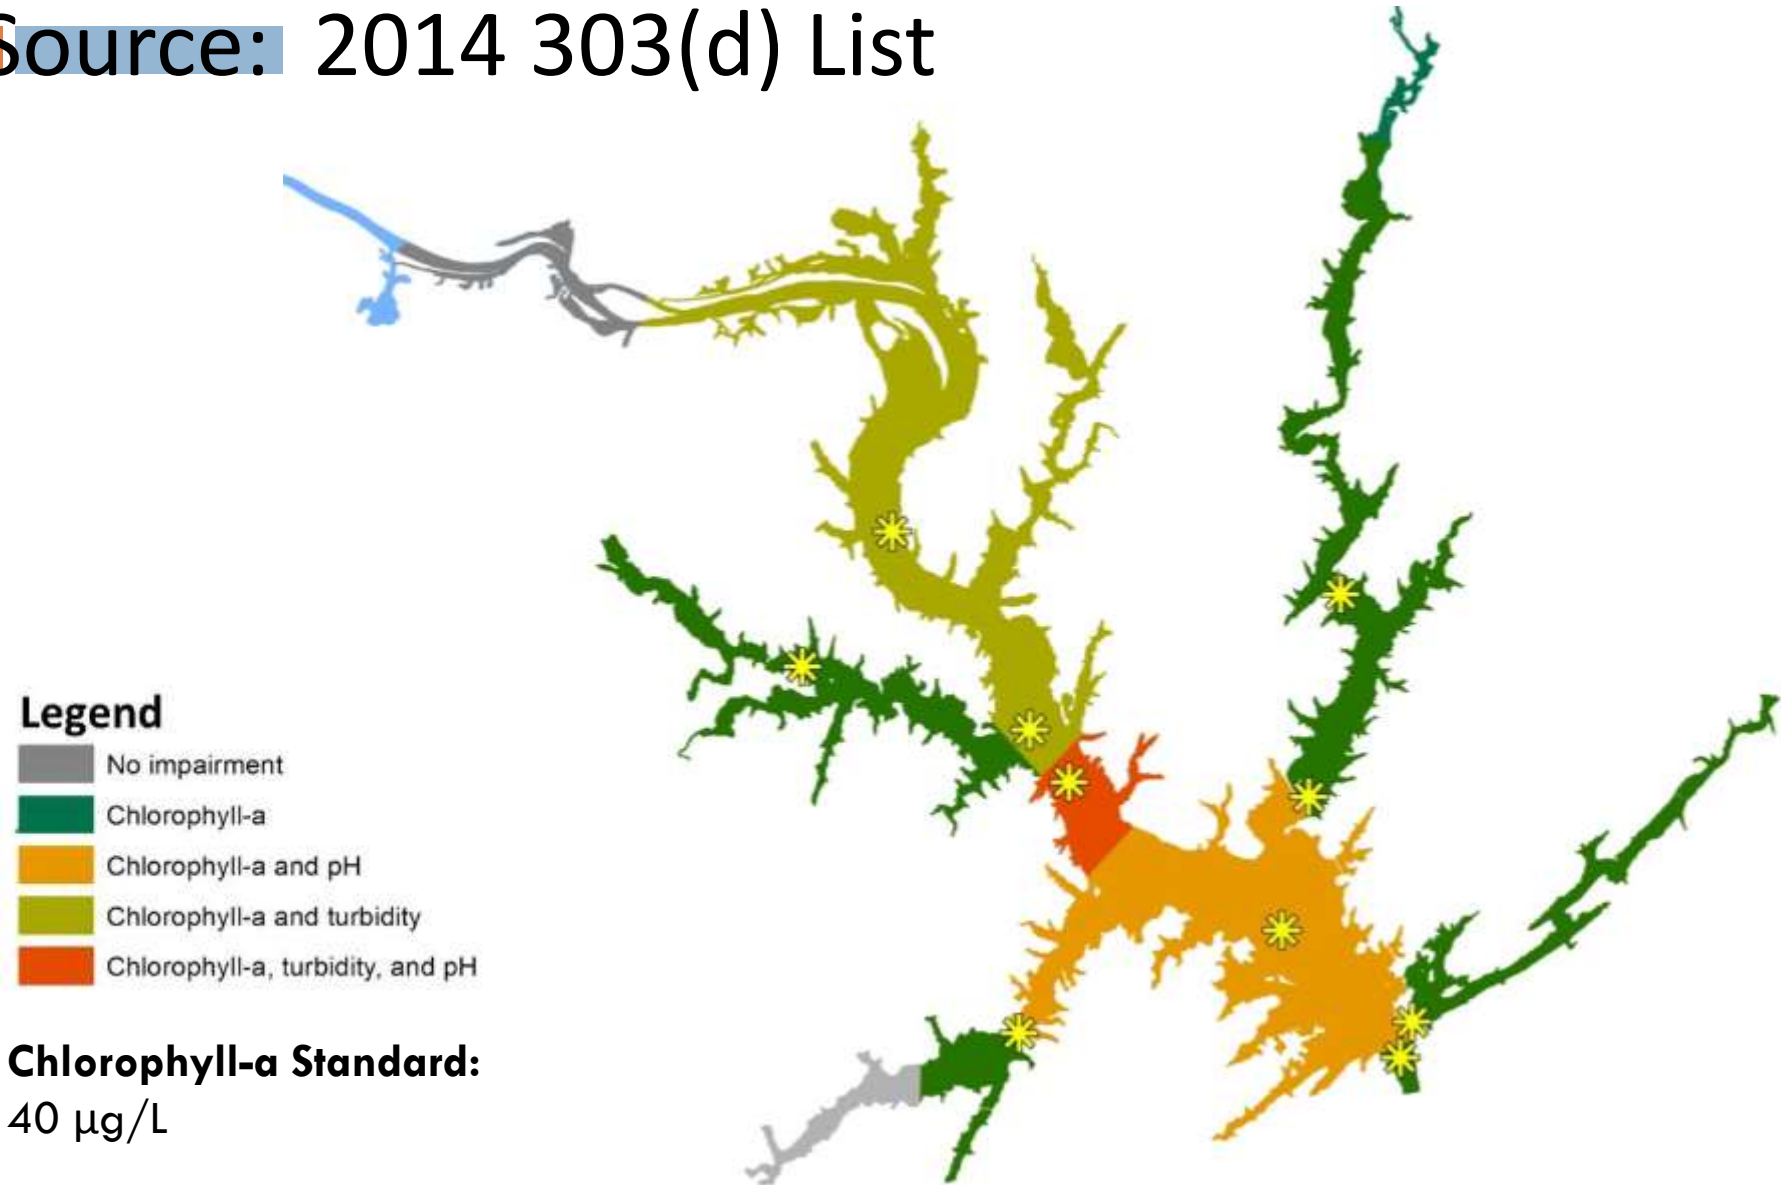 Source: 2014 303(d) List
Legend
No impairment
Chlorophyll-a
Chlorophyll-a and pH
Chlorophyll-a and turbidity
Chlorophyll-a, turbidity, and pH
Chlorophyll-a Standard:
40 µg/L